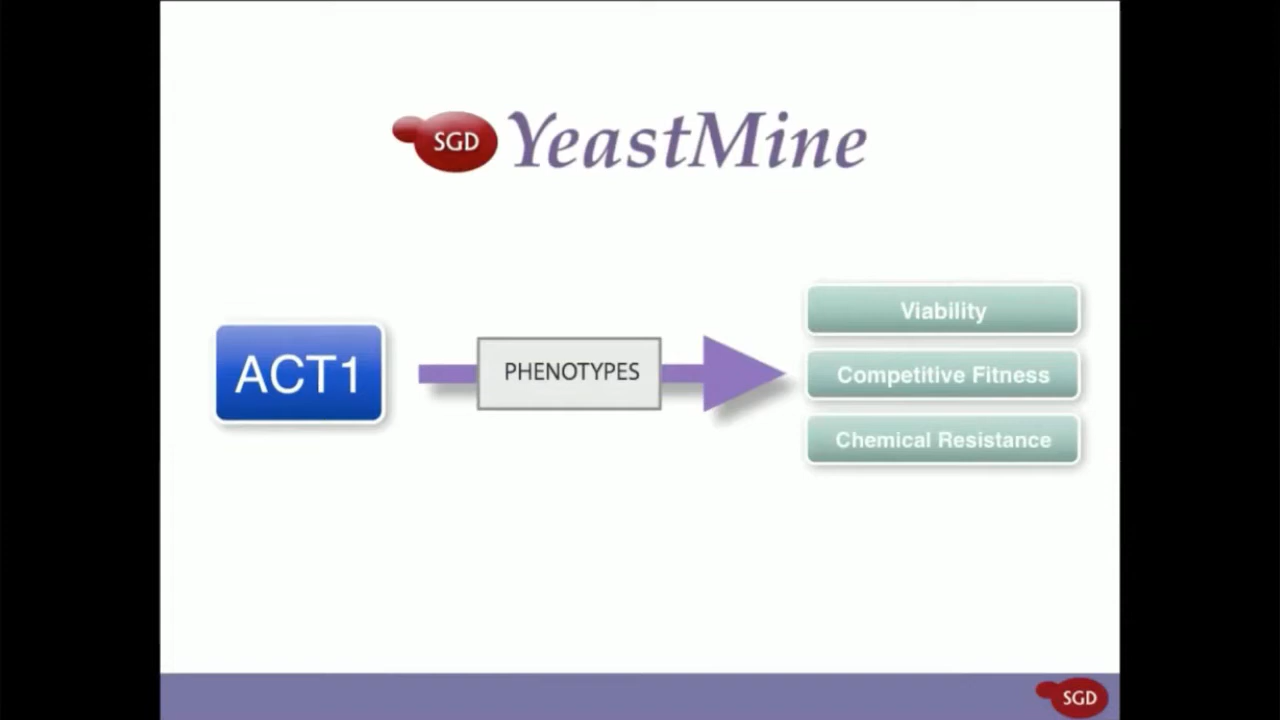 SGD YeastMine
ACT1
PHENOTYPES
Viability
Competitive Fitness
Chemical Resistance
SGD